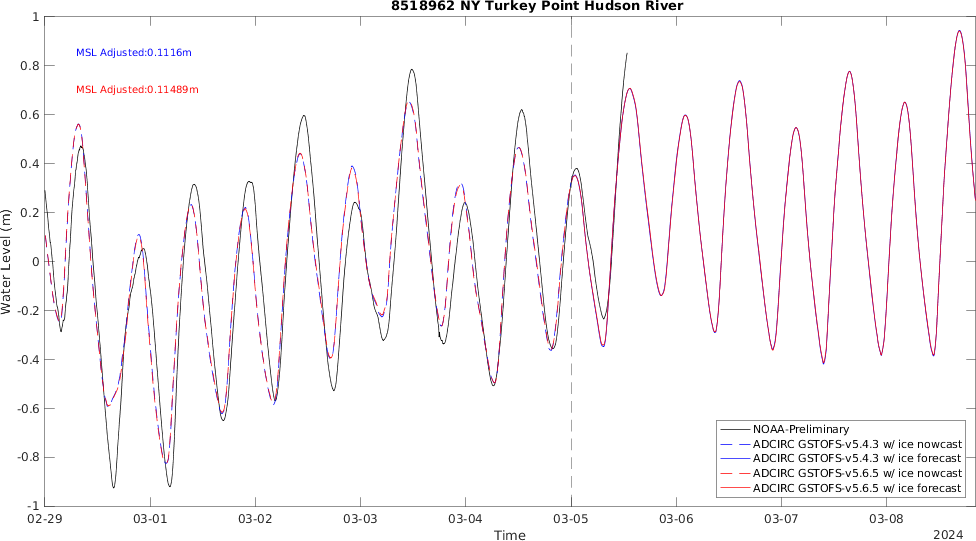 8518962 NY Turkey Point Hudson River
MSL Adjusted:0.1116m
MSL Adjusted:0.11489m
Water Level (m)
1
0.8
0.6
0.4
0.2
0
-0.2
-0.4
-0.6
-0.8
-1
NOAA-Preliminary
ADCIRC GSTOFS-v5.4.3 w/ ice nowcast
ADCIRC GSTOFS-v5.4.3 w/ ice forecast
ADCIRC GSTOFS-v5.6.5 w/ ice nowcast
ADCIRC GSTOFS-v5.6.5 w/ ice forecast
02-29 03-01 03-02 03-03 03-04 03-05 03-06 03-07 03-08
Time
2024